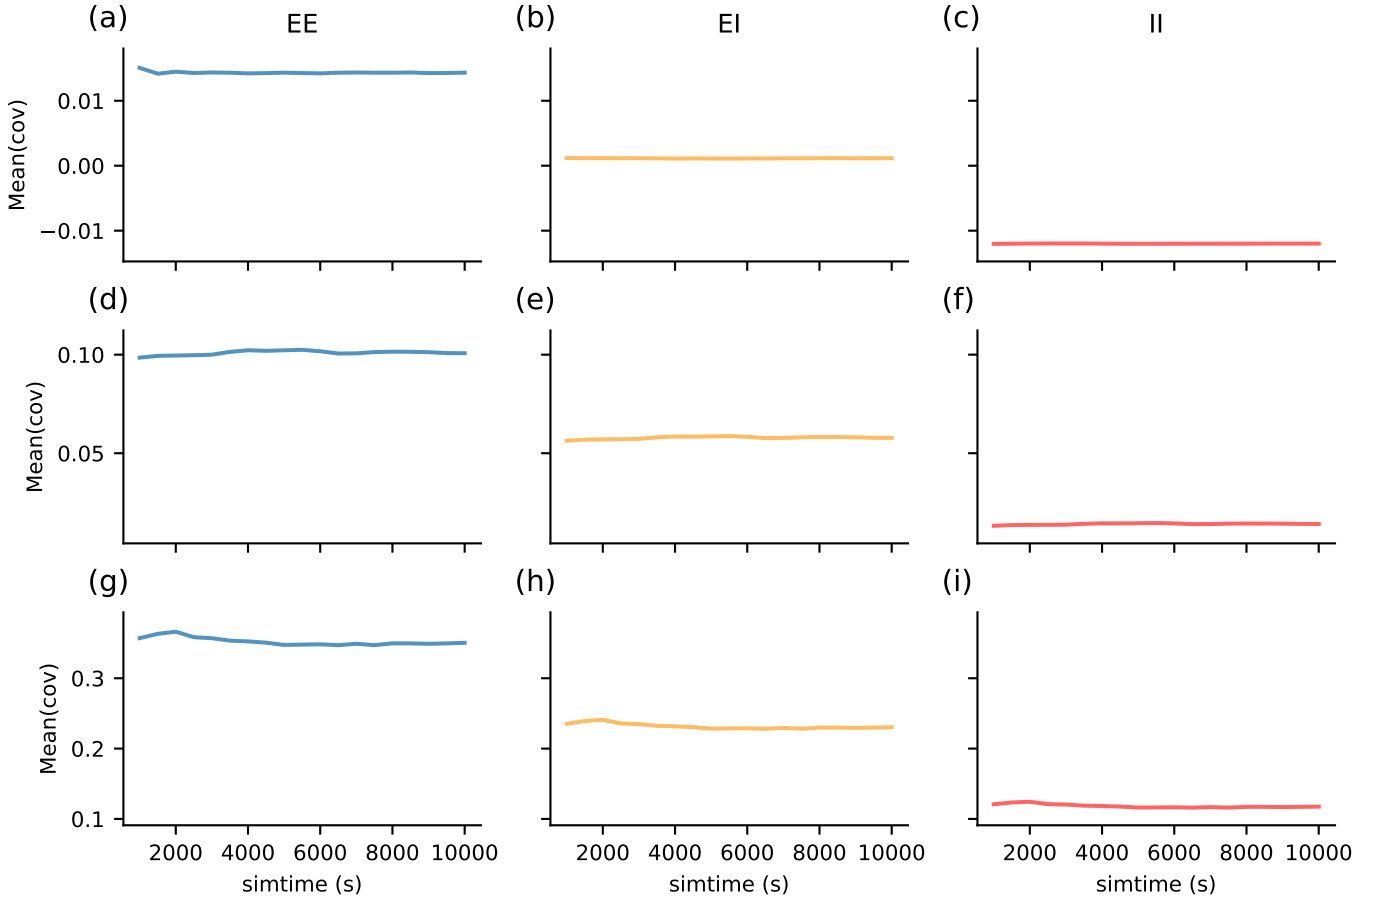 (a) EE (b) EI (c) II
Mean(cov)
0.01
0.00
−0.01
(d) (e) (f)
Mean(cov)
0.10
0.05
(g) (h) (i)
Mean(cov)
0.3
0.2
0.1
2000 4000 6000 8000 10000 2000 4000 6000 8000 10000 2000 4000 6000 8000 10000
simtime (s) simtime (s) simtime (s)